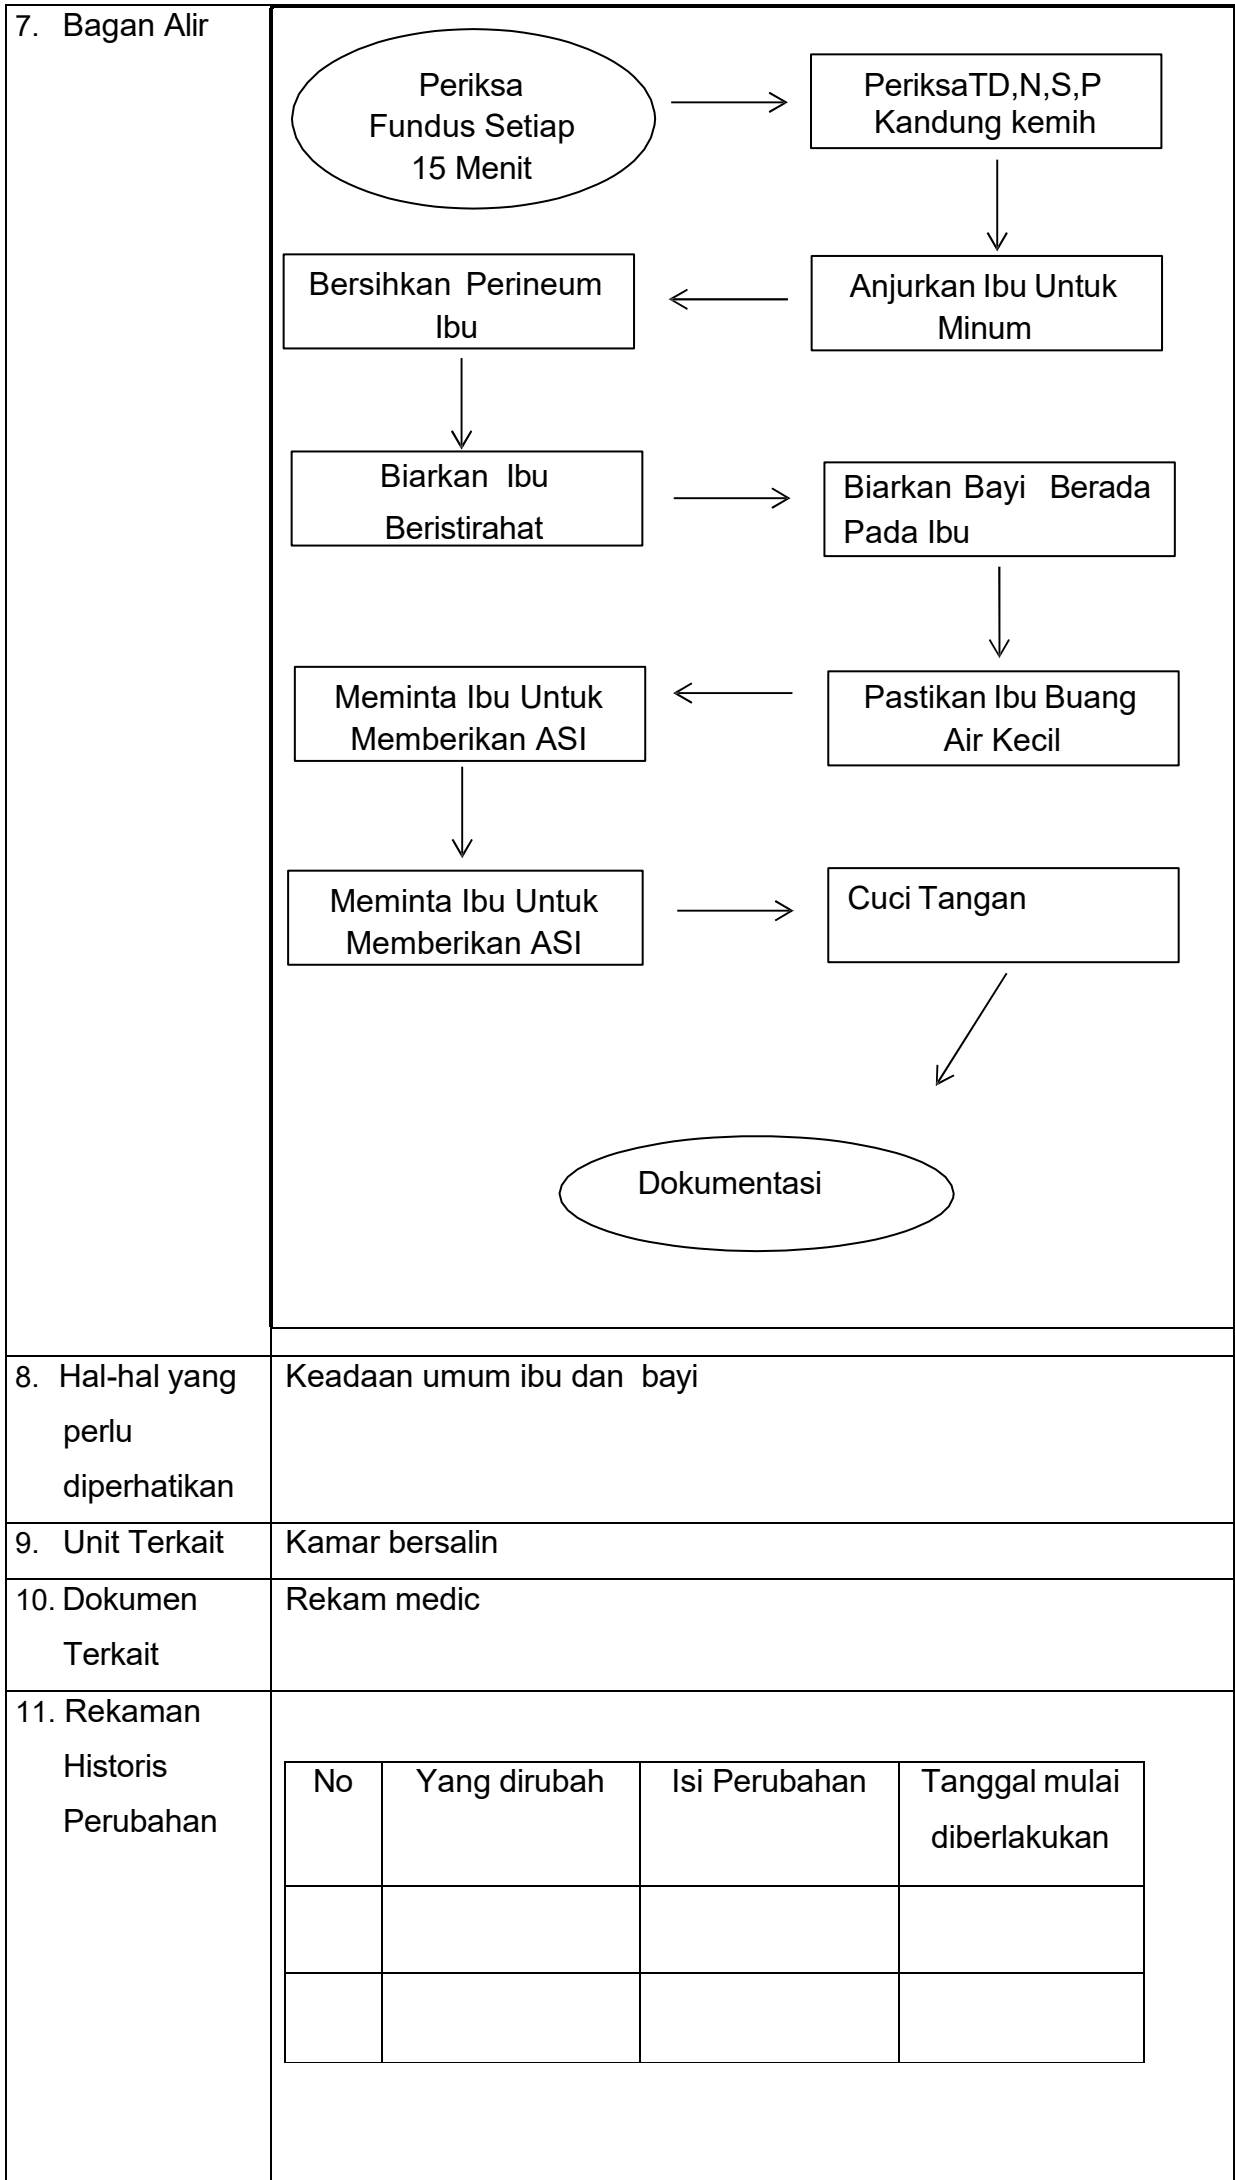 7. Bagan Alir
Periksa
Fundus Setiap
15 Menit
PeriksaTD,N,S,P
Kandung kemih
Anjurkan Ibu Untuk
Minum
Bersihkan Perineum
Ibu
Biarkan Ibu
Beristirahat
Biarkan Bayi Berada
Pada Ibu
Pastikan Ibu Buang
Air Kecil
Meminta Ibu Untuk
Memberikan ASI
Meminta Ibu Untuk
Memberikan ASI
Cuci Tangan
Dokumentasi
8. Hal-hal yang
perlu
diperhatikan
Keadaan umum ibu dan bayi
9. Unit Terkait
Kamar bersalin
10. Dokumen
Terkait
Rekam medic
11. Rekaman
Historis
Perubahan
No
Yang dirubah
Isi Perubahan
Tanggal mulai
diberlakukan